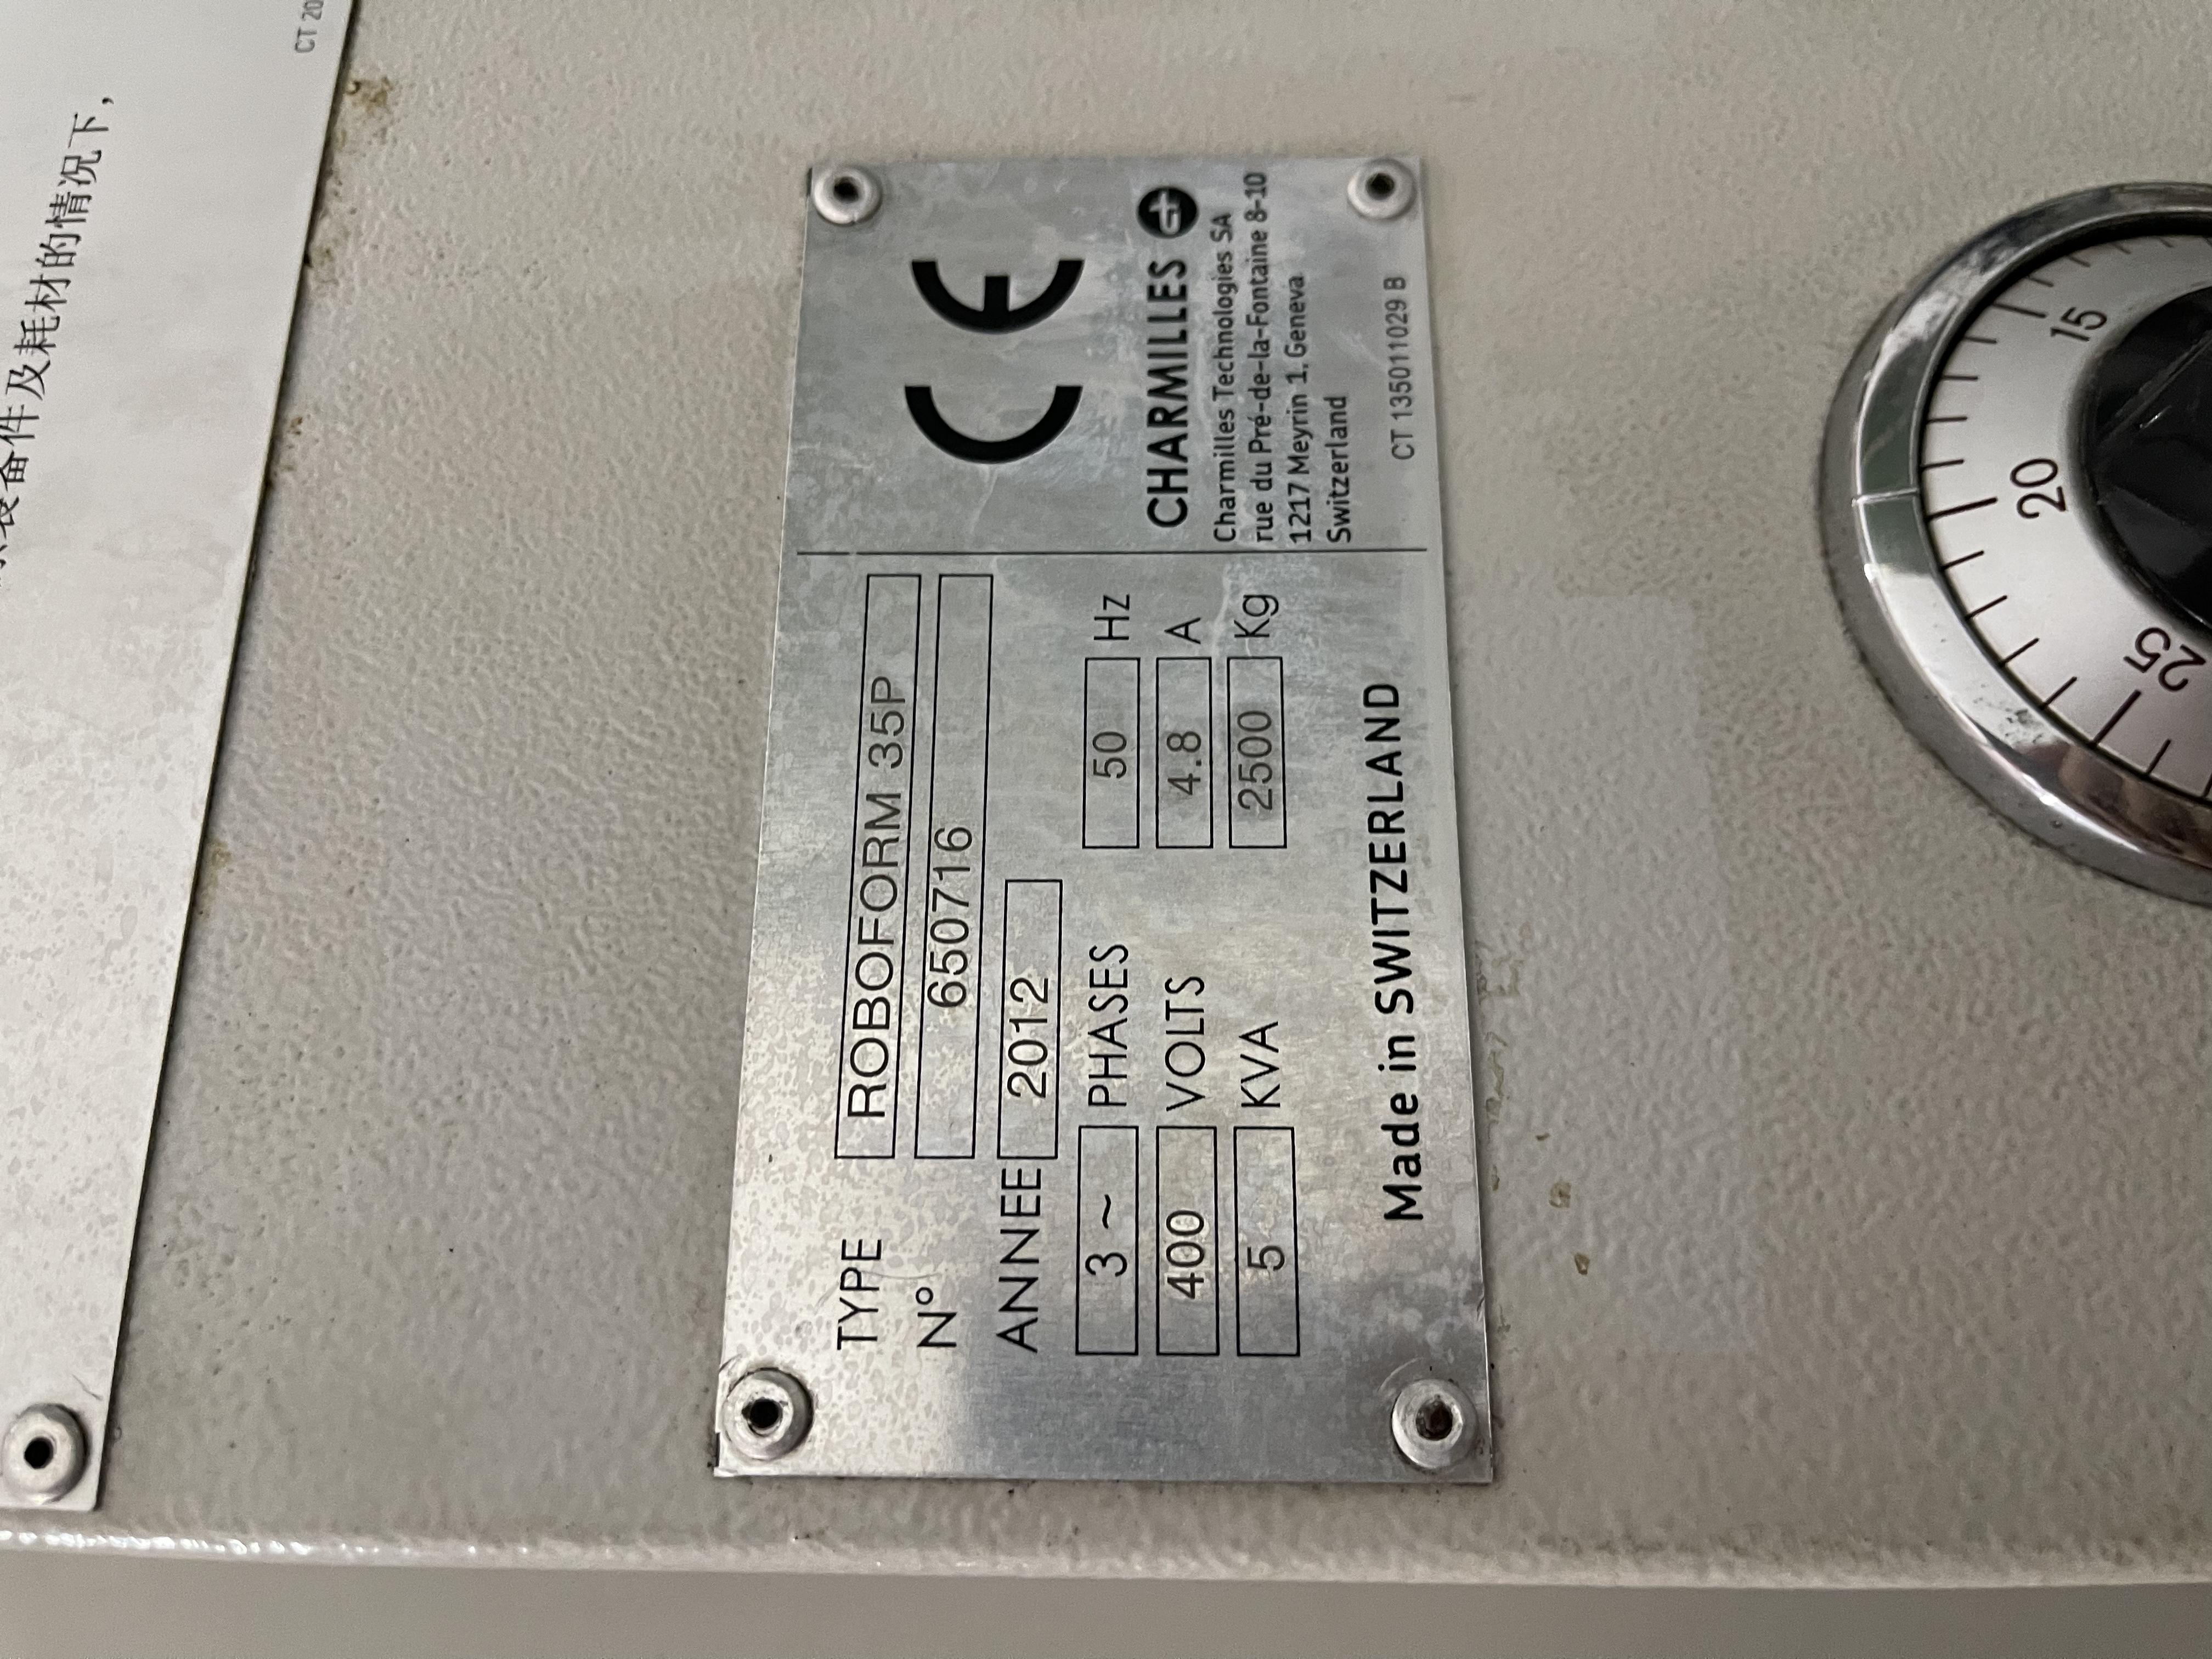 TYPE ROBOFORM 35P
N° 650716
ANNEE 2012
3 ~ PHASES 50 Hz
400 VOLTS 4.8 A
5 KVA 2500 Kg
Made in SWITZERLAND
CE
CHARMILLES
Charmilles Technologies SA
rue du Pré-de-la-Fontaine 8-10
1217 Meyrin 1, Geneva
Switzerland
CT 135011029 B
备件及耗材的情况下，
CT 20
15
20
25